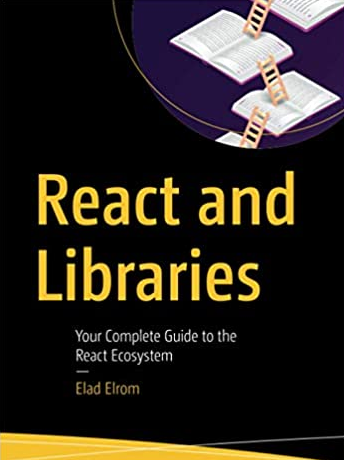 React and
Libraries
Your Complete Guide to the
React Ecosystem
Elad Elrom